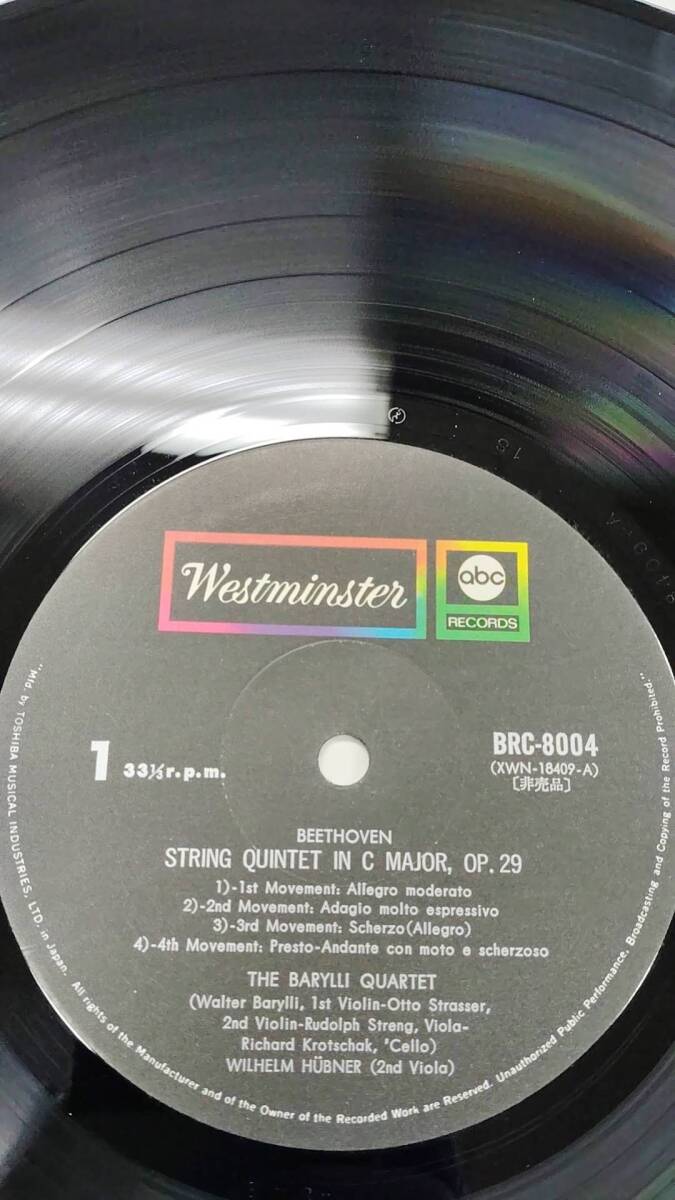 Westminster
abc
RECORDS
1 33⅓r.p.m.
BRC-8004
(XWN-18409-A)
[非売品]
BEETHOVEN
STRING QUINTET IN C MAJOR, OP. 29
1)-1st Movement: Allegro moderato
2)-2nd Movement: Adagio molto espressivo
3)-3rd Movement: Scherzo(Allegro)
4)-4th Movement: Presto-Andante con moto e scherzoso
THE BARYLLI QUARTET
(Walter Barylli, 1st Violin-Otto Strasser,
2nd Violin-Rudolph Streng, Viola-
Richard Krotschak, 'Cello)
WILHELM HÜBNER (2nd Viola)
"Mfd. by TOSHIBA MUSICAL INDUSTRIES, LTD. in Japan. All rights of the Manufacturer and of the Owner of the Recorded Work are Reserved. Unauthorized Public Performance, Broadcasting and Copying of the Record Prohibited."
1S